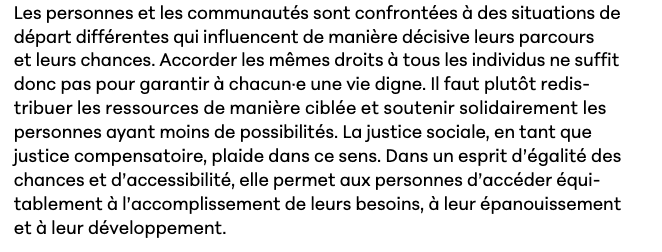 Les personnes et les communautés sont confrontées à des situations de
départ différentes qui influencent de manière décisive leurs parcours
et leurs chances. Accorder les mêmes droits à tous les individus ne suffit
donc pas pour garantir à chacun·e une vie digne. Il faut plutôt redis-
tribuer les ressources de manière ciblée et soutenir solidairement les
personnes ayant moins de possibilités. La justice sociale, en tant que
justice compensatoire, plaide dans ce sens. Dans un esprit d’égalité des
chances et d’accessibilité, elle permet aux personnes d’accéder équi-
tablement à l’accomplissement de leurs besoins, à leur épanouissement
et à leur développement.